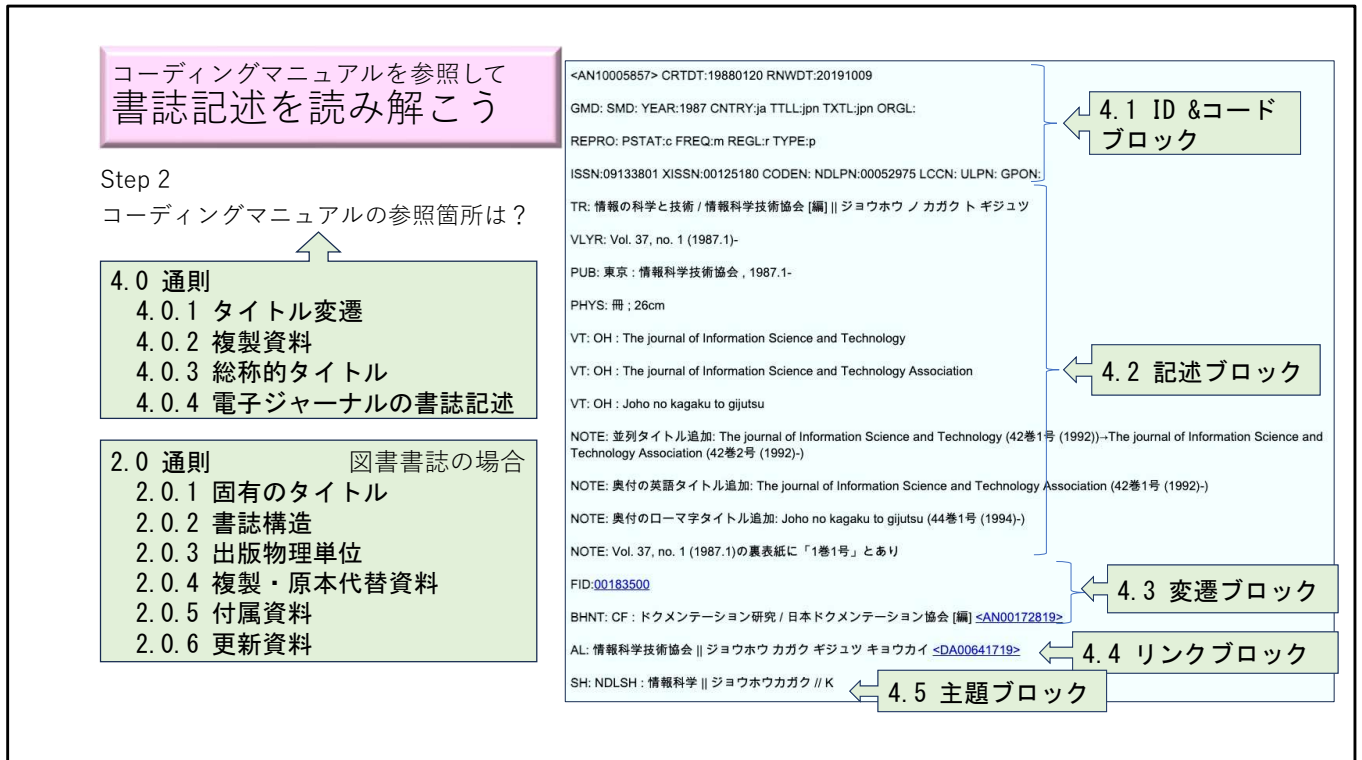 コーディングマニュアルを参照して
書誌記述を読み解こう
Step 2
コーディングマニュアルの参照箇所は？
4.0 通則
4.0.1 タイトル変遷
4.0.2 複製資料
4.0.3 総称的タイトル
4.0.4 電子ジャーナルの書誌記述
2.0 通則 図書書誌の場合
2.0.1 固有のタイトル
2.0.2 書誌構造
2.0.3 出版物理単位
2.0.4 複製・原本代替資料
2.0.5 付属資料
2.0.6 更新資料
<AN10005857> CRTDT:19880120 RNWDT:20191009
GMD: SMD: YEAR:1987 CNTRY:ja TTLL:jpn TXTL:jpn ORGL:
REPRO: PSTAT:c FREQ:m REGL:r TYPE:p
ISSN:09133801 XISSN:00125180 CODEN: NDLPN:00052975 LCCN: ULPN: GPON:
4.1 ID &コード
ブロック
TR: 情報の科学と技術 / 情報科学技術協会 [編] || ジョウホウ ノ カガク ト ギジュツ
VLYR: Vol. 37, no. 1 (1987.1)-
PUB: 東京 : 情報科学技術協会 , 1987.1-
PHYS: 冊 ; 26cm
VT: OH : The journal of Information Science and Technology
VT: OH : The journal of Information Science and Technology Association
VT: OH : Joho no kagaku to gijutsu
NOTE: 並列タイトル追加: The journal of Information Science and Technology (42巻1号 (1992))→The journal of Information Science and
Technology Association (42巻2号 (1992)-)
NOTE: 奥付の英語タイトル追加: The journal of Information Science and Technology Association (42巻1号 (1992)-)
NOTE: 奥付のローマ字タイトル追加: Joho no kagaku to gijutsu (44巻1号 (1994)-)
NOTE: Vol. 37, no. 1 (1987.1)の裏表紙に「1巻1号」とあり
4.2 記述ブロック
FID:00183500
BHNT: CF : ドクメンテーション研究 / 日本ドクメンテーション協会 [編] <AN00172819>
4.3 変遷ブロック
AL: 情報科学技術協会 || ジョウホウ カガク ギジュツ キョウカイ <DA00641719>
4.4 リンクブロック
SH: NDLSH : 情報科学 || ジョウホウカガク // K
4.5 主題ブロック